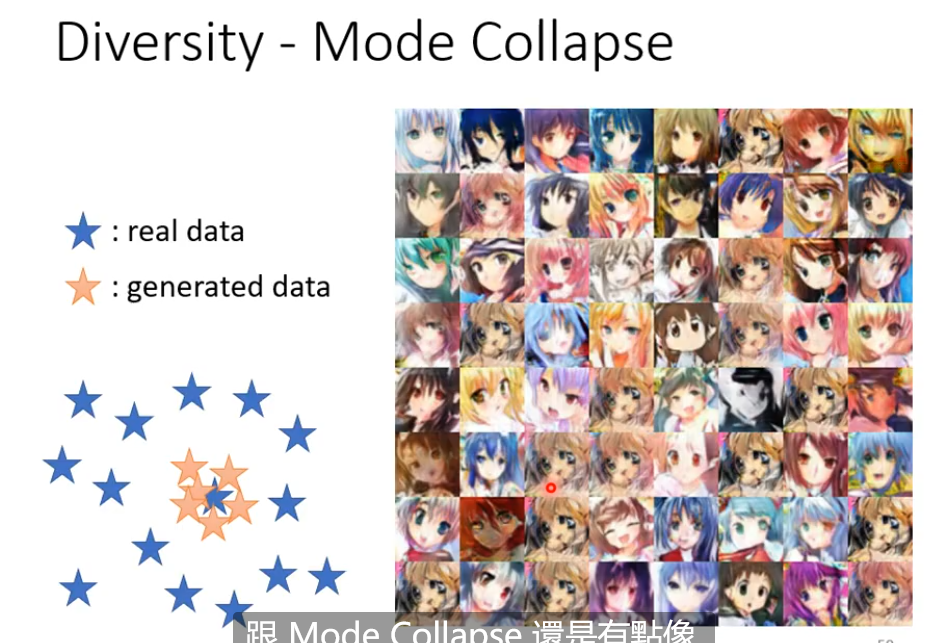 Diversity - Mode Collapse
: real data
: generated data
跟 Mode Collapse 還是有點像